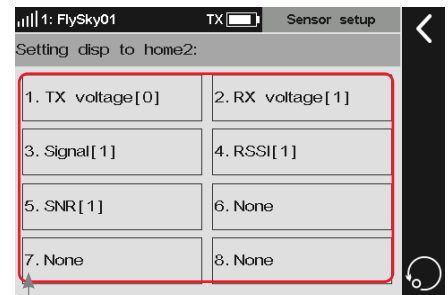 1: FlySky01 TX Sensor setup
Setting disp to home2:
1. TX voltage[0] 2. RX voltage[1]
3. Signal[1] 4. RSSI[1]
5. SNR[1] 6. None
7. None 8. None